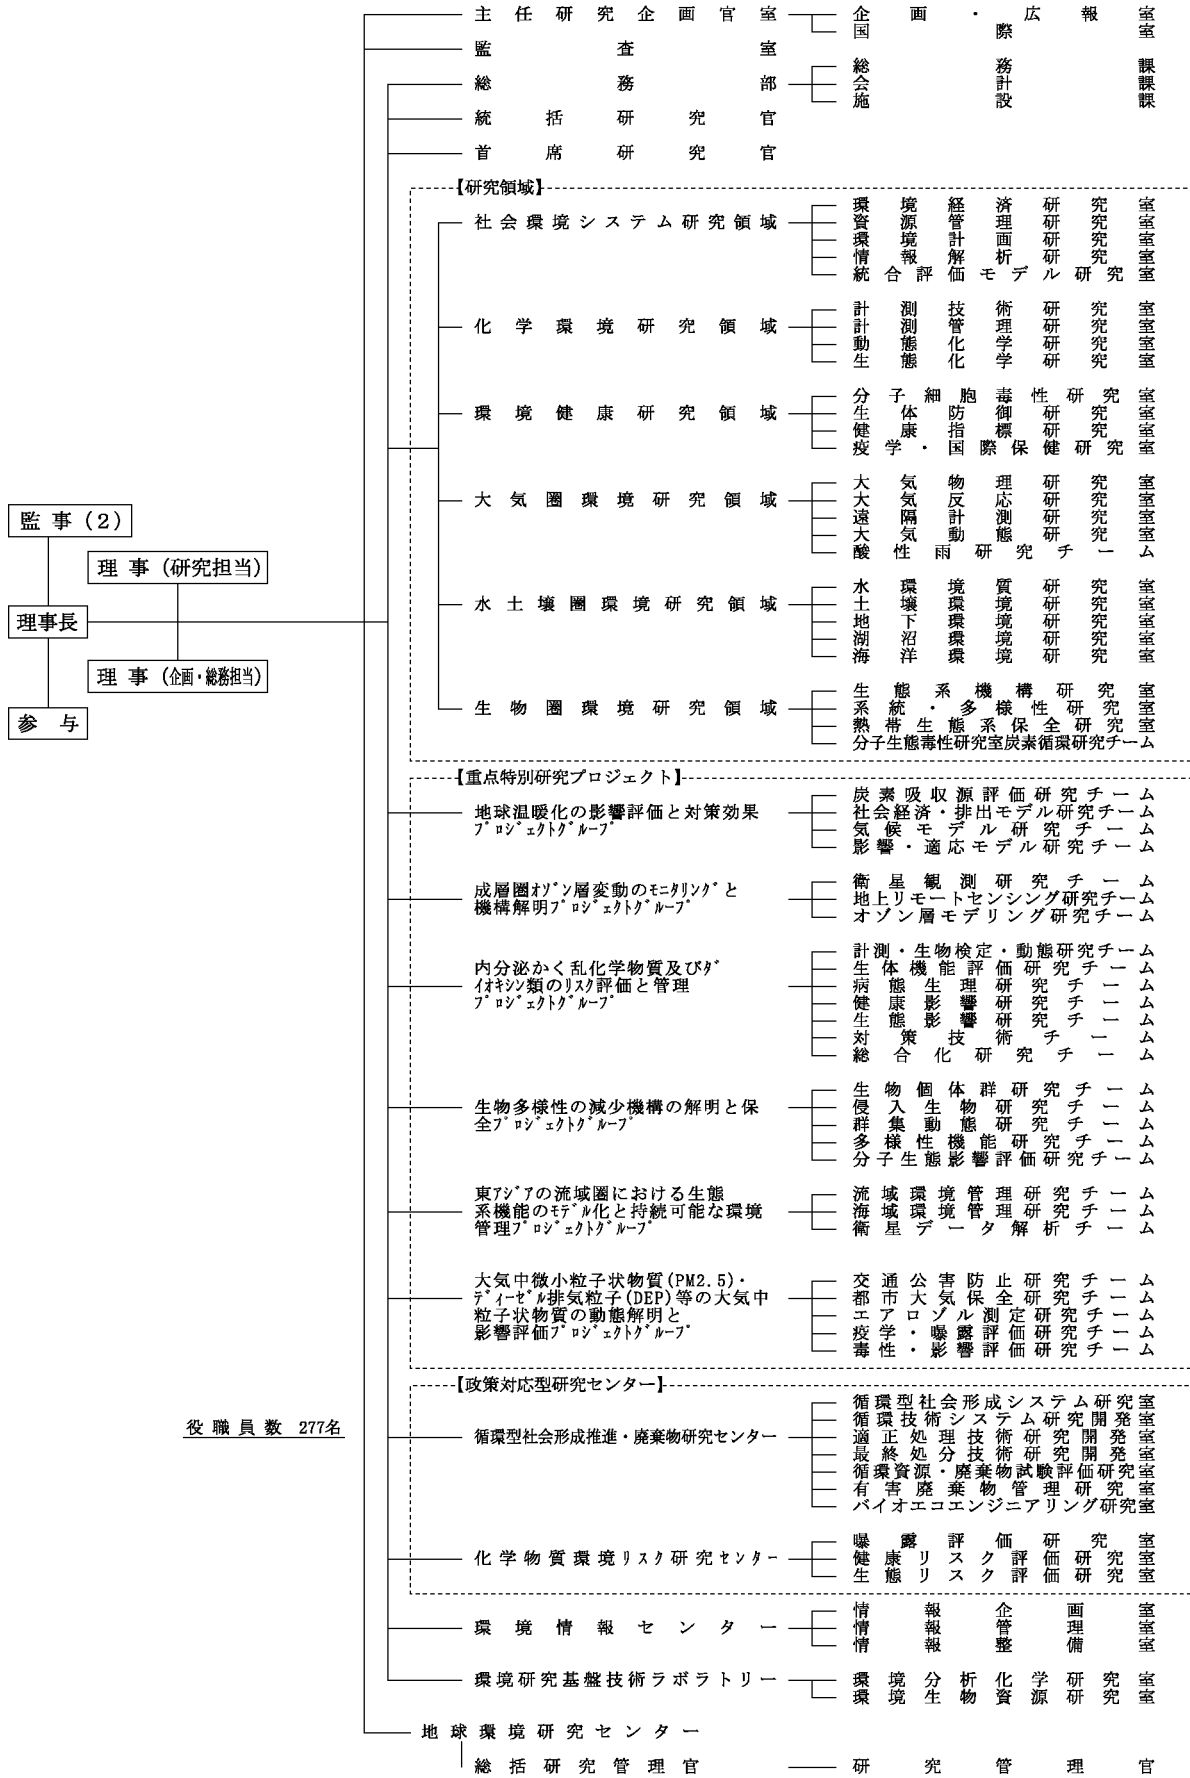 主任研究企画官室
企画・広報室
国際室
監査室
総務部
総務課
会計課
施設課
統括研究官
首席研究官
【研究領域】
社会環境システム研究領域
環境経済研究室
資源管理研究室
環境計画研究室
情報解析研究室
統合評価モデル研究室
化学環境研究領域
計測技術研究室
計測管理研究室
動態化学研究室
生態化学研究室
環境健康研究領域
分子細胞毒性研究室
生体防御研究室
健康指標研究室
疫学・国際保健研究室
大気圏環境研究領域
大気物理研究室
大気反応研究室
遠隔計測研究室
大気動態研究室
酸性雨研究チーム
監事(2)
理事(研究担当)
理事長
理事(企画・総務担当)
参与
水土壌圏環境研究領域
水環境質研究室
土壌環境研究室
地下環境研究室
湖沼環境研究室
海洋環境研究室
生物圏環境研究領域
生態系機構研究室
系統・多様性研究室
熱帯生態系保全研究室
分子生態毒性研究室炭素循環研究チーム
【重点特別研究プロジェクト】
地球温暖化の影響評価と対策効果
ﾌﾟﾛｼﾞｪｸﾄｸﾞﾙｰﾌﾟ
炭素吸収源評価研究チーム
社会経済・排出モデル研究チーム
気候モデル研究チーム
影響・適応モデル研究チーム
成層圏ｵｿﾞﾝ層変動のﾓﾆﾀﾘﾝｸﾞと
機構解明ﾌﾟﾛｼﾞｪｸﾄｸﾞﾙｰﾌﾟ
衛星観測研究チーム
地上リモートセンシング研究チーム
オゾン層モデリング研究チーム
内分泌かく乱化学物質及びﾀﾞ
ｲｵｷｼﾝ類のﾘｽｸ評価と管理
ﾌﾟﾛｼﾞｪｸﾄｸﾞﾙｰﾌﾟ
計測・生物検定・動態研究チーム
生体機能評価研究チーム
病態生理研究チーム
健康影響研究チーム
生態影響研究チーム
対策技術チーム
総合化研究チーム
生物多様性の減少機構の解明と保
全ﾌﾟﾛｼﾞｪｸﾄｸﾞﾙｰﾌﾟ
生物個体群研究チーム
侵入生物研究チーム
群集動態研究チーム
多様性機能研究チーム
分子生態影響評価研究チーム
東ｱｼﾞｱの流域圏における生態
系機能のﾓﾃﾞﾙ化と持続可能な環境
管理ﾌﾟﾛｼﾞｪｸﾄｸﾞﾙｰﾌﾟ
流域環境管理研究チーム
海域環境管理研究チーム
衛星データ解析チーム
大気中微小粒子状物質(PM2.5)・
ﾃﾞｨｰｾﾞﾙ排気粒子(DEP)等の大気中
粒子状物質の動態解明と
影響評価ﾌﾟﾛｼﾞｪｸﾄｸﾞﾙｰﾌﾟ
交通公害防止研究チーム
都市大気保全研究チーム
エアロゾル測定研究チーム
疫学・曝露評価研究チーム
毒性・影響評価研究チーム
【政策対応型研究センター】
役職員数 277名
循環型社会形成推進・廃棄物研究センター
循環型社会形成システム研究室
循環技術システム研究開発室
適正処理技術研究開発室
最終処分技術研究開発室
循環資源・廃棄物試験評価研究室
有害廃棄物管理研究室
バイオエコエンジニアリング研究室
化学物質環境ﾘｽｸ研究ｾﾝﾀｰ
曝露評価研究室
健康リスク評価研究室
生態リスク評価研究室
環境情報センター
情報企画室
情報管理室
情報整備室
環境研究基盤技術ラボラトリー
環境分析化学研究室
環境生物資源研究室
地球環境研究センター
総括研究管理官
研究管理官